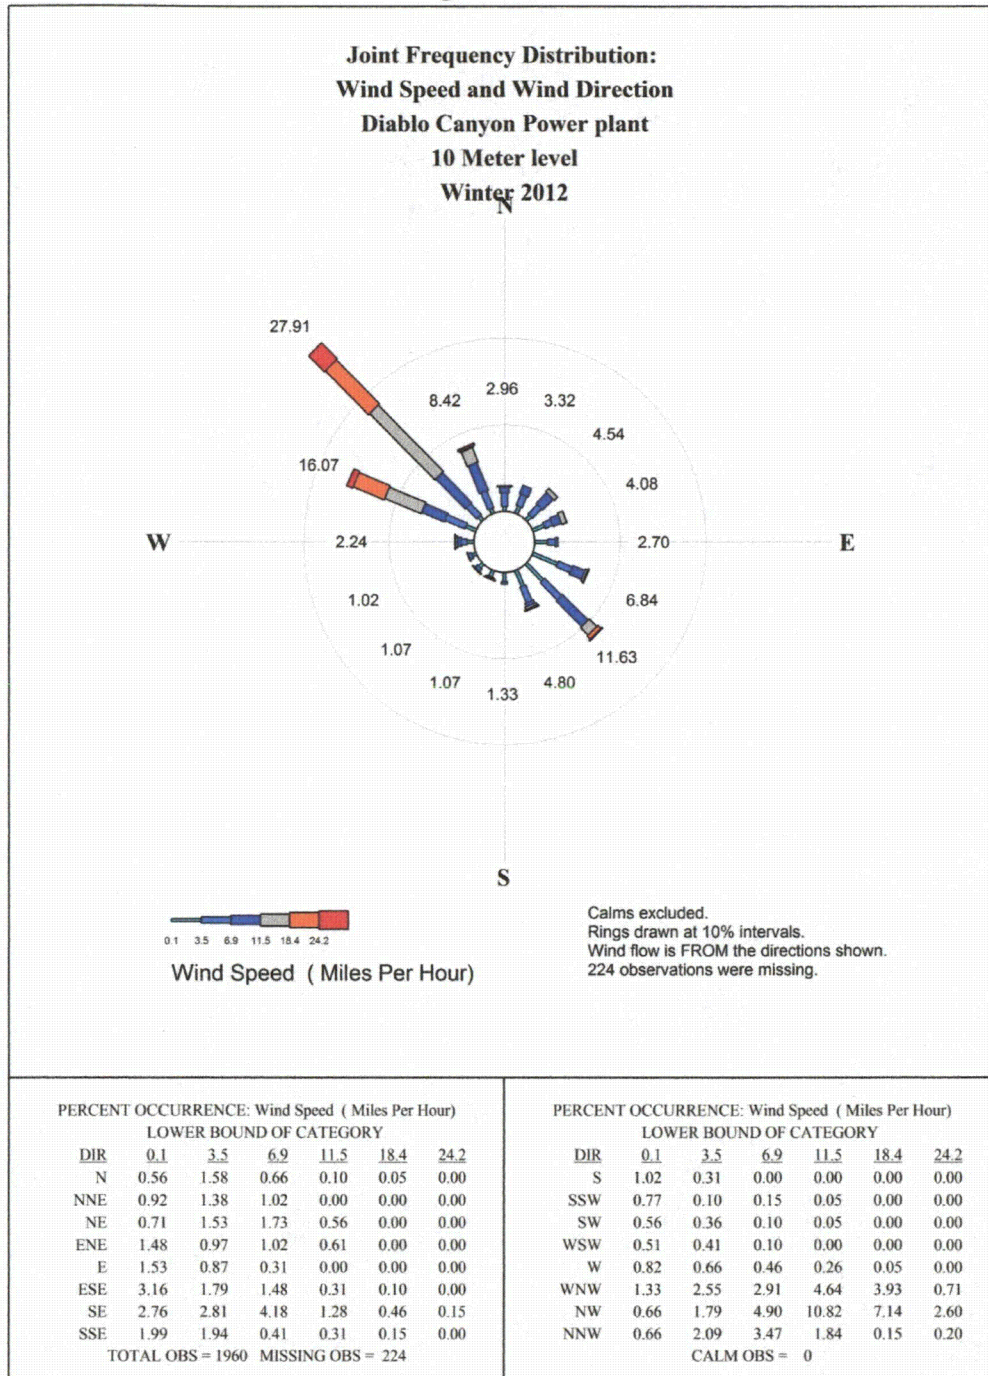 Joint Frequency Distribution:
Wind Speed and Wind Direction
Diablo Canyon Power plant
10 Meter level
Winter 2012
N
27.91
8.42
2.96
3.32
4.54
16.07
4.08
W
2.24
2.70
E
1.02
6.84
1.07
11.63
1.07
1.33
4.80
S
0.1 3.5 6.9 11.5 18.4 24.2
Wind Speed ( Miles Per Hour)
Calms excluded.
Rings drawn at 10% intervals.
Wind flow is FROM the directions shown.
224 observations were missing.
PERCENT OCCURRENCE: Wind Speed ( Miles Per Hour)
LOWER BOUND OF CATEGORY
DIR 0.1 3.5 6.9 11.5 18.4 24.2
N 0.56 1.58 0.66 0.10 0.05 0.00
NNE 0.92 1.38 1.02 0.00 0.00 0.00
NE 0.71 1.53 1.73 0.56 0.00 0.00
ENE 1.48 0.97 1.02 0.61 0.00 0.00
E 1.53 0.87 0.31 0.00 0.00 0.00
ESE 3.16 1.79 1.48 0.31 0.10 0.00
SE 2.76 2.81 4.18 1.28 0.46 0.15
SSE 1.99 1.94 0.41 0.31 0.15 0.00
TOTAL OBS = 1960 MISSING OBS = 224
PERCENT OCCURRENCE: Wind Speed ( Miles Per Hour)
LOWER BOUND OF CATEGORY
DIR 0.1 3.5 6.9 11.5 18.4 24.2
S 1.02 0.31 0.00 0.00 0.00 0.00
SSW 0.77 0.10 0.15 0.05 0.00 0.00
SW 0.56 0.36 0.10 0.05 0.00 0.00
WSW 0.51 0.41 0.10 0.00 0.00 0.00
W 0.82 0.66 0.46 0.26 0.05 0.00
WNW 1.33 2.55 2.91 4.64 3.93 0.71
NW 0.66 1.79 4.90 10.82 7.14 2.60
NNW 0.66 2.09 3.47 1.84 0.15 0.20
CALM OBS = 0